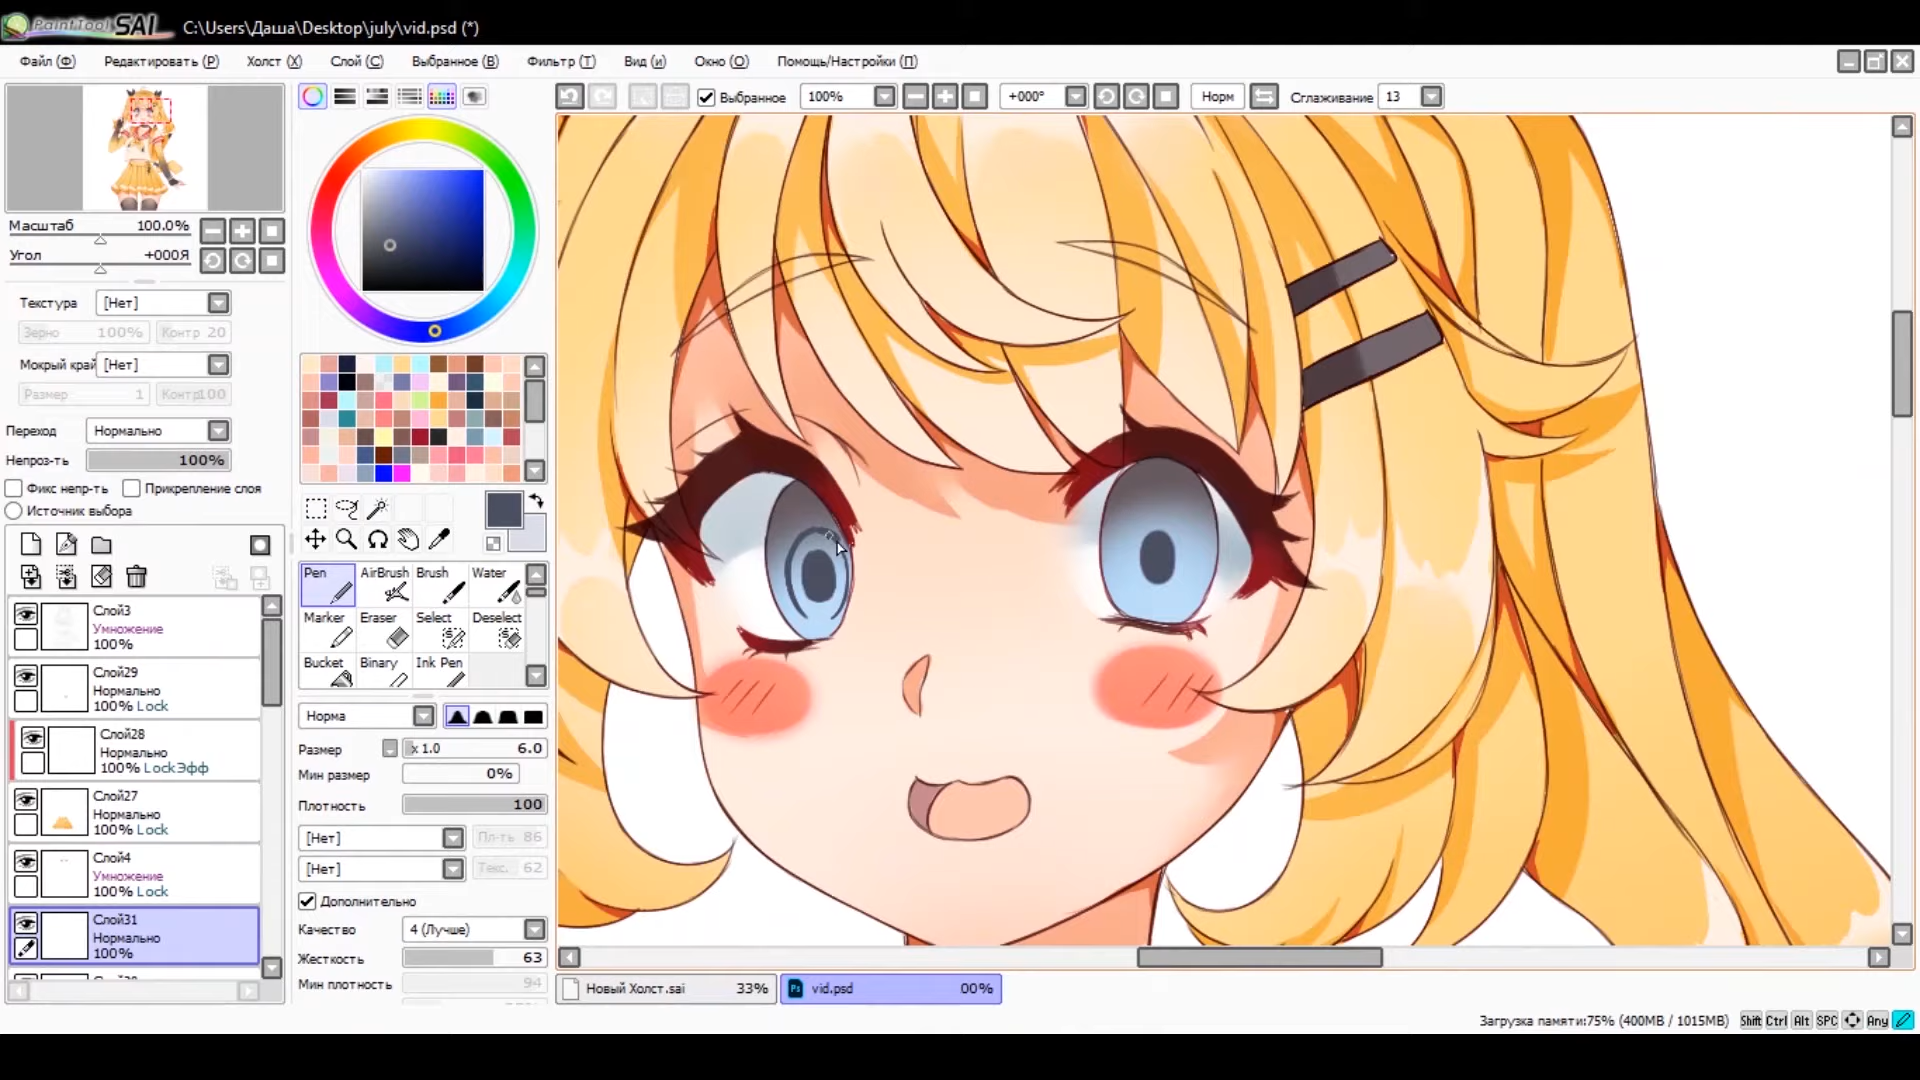 PaintTool SAI C:\Users\Даша\Desktop\july\vid.psd (*)
Файл (Ф) Редактировать (Р) Холст (Х) Слой (С) Выбранное (В) Фильтр (Т) Вид (и) Окно (О) Помощь/Настройки (П)
Выбранное 100% +000° Норм Сглаживание 13
Масштаб 100.0%
Угол +000Я
Текстура [Нет]
Зерно 100% Контр 20
Мокрый край [Нет]
Размер 1 Контр100
Переход Нормально
Непроз-ть 100%
Фикс непр-ть Прикрепление слоя
Источник выбора
Слой3
Умножение
100%
Слой29
Нормально
100% Lock
Слой28
Нормально
100% LockЭфф
Слой27
Нормально
100% Lock
Слой4
Умножение
100% Lock
Слой31
Нормально
100%
Pen AirBrush Brush Water
Marker Eraser Select Deselect
Bucket Binary Ink Pen
Норма
Размер x 1.0 6.0
Мин размер 0%
Плотность 100
[Нет] Пл-ть 86
[Нет] Текс. 62
Дополнительно
Качество 4 (Лучше)
Жесткость 63
Мин плотность 94
Новый Холст.sai 33% Ps vid.psd 00%
Загрузка памяти:75% (400MB / 1015MB) Shift Ctrl Alt SPC Any